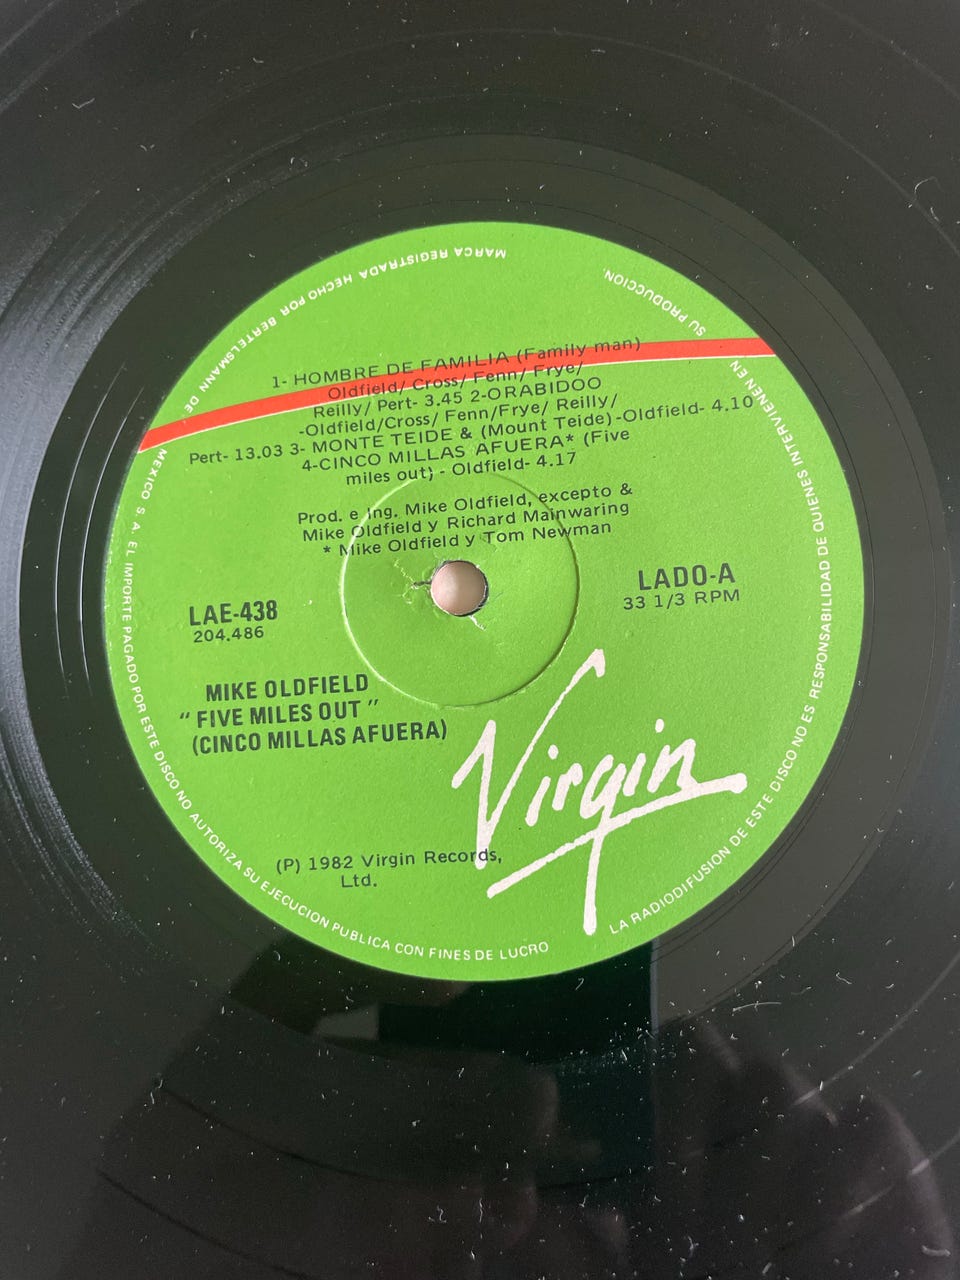 1- HOMBRE DE FAMILIA (Family man)
Oldfield/ Cross/ Fenn/ Frye/
Reilly/ Pert- 3.45 2-ORABIDOO
-Oldfield/Cross/ Fenn/Frye/ Reilly/
Pert- 13.03 3- MONTE TEIDE & (Mount Teide) -Oldfield- 4.10
4-CINCO MILLAS AFUERA* (Five
miles out) - Oldfield- 4.17
Prod. e Ing. Mike Oldfield, excepto &
Mike Oldfield y Richard Mainwaring
* Mike Oldfield y Tom Newman
LAE-438
204.486
LADO-A
33 1/3 RPM
MIKE OLDFIELD
" FIVE MILES OUT "
(CINCO MILLAS AFUERA)
Virgin
(P) 1982 Virgin Records,
Ltd.
MARCA REGISTRADA HECHO POR BERTELSMANN DE MEXICO S. A. EL IMPORTE PAGADO POR ESTE DISCO NO AUTORIZA SU EJECUCION PUBLICA CON FINES DE LUCRO
LA RADIODIFUSION DE ESTE DISCO NO ES RESPONSABILIDAD DE QUIENES INTERVIENEN EN SU PRODUCCION.